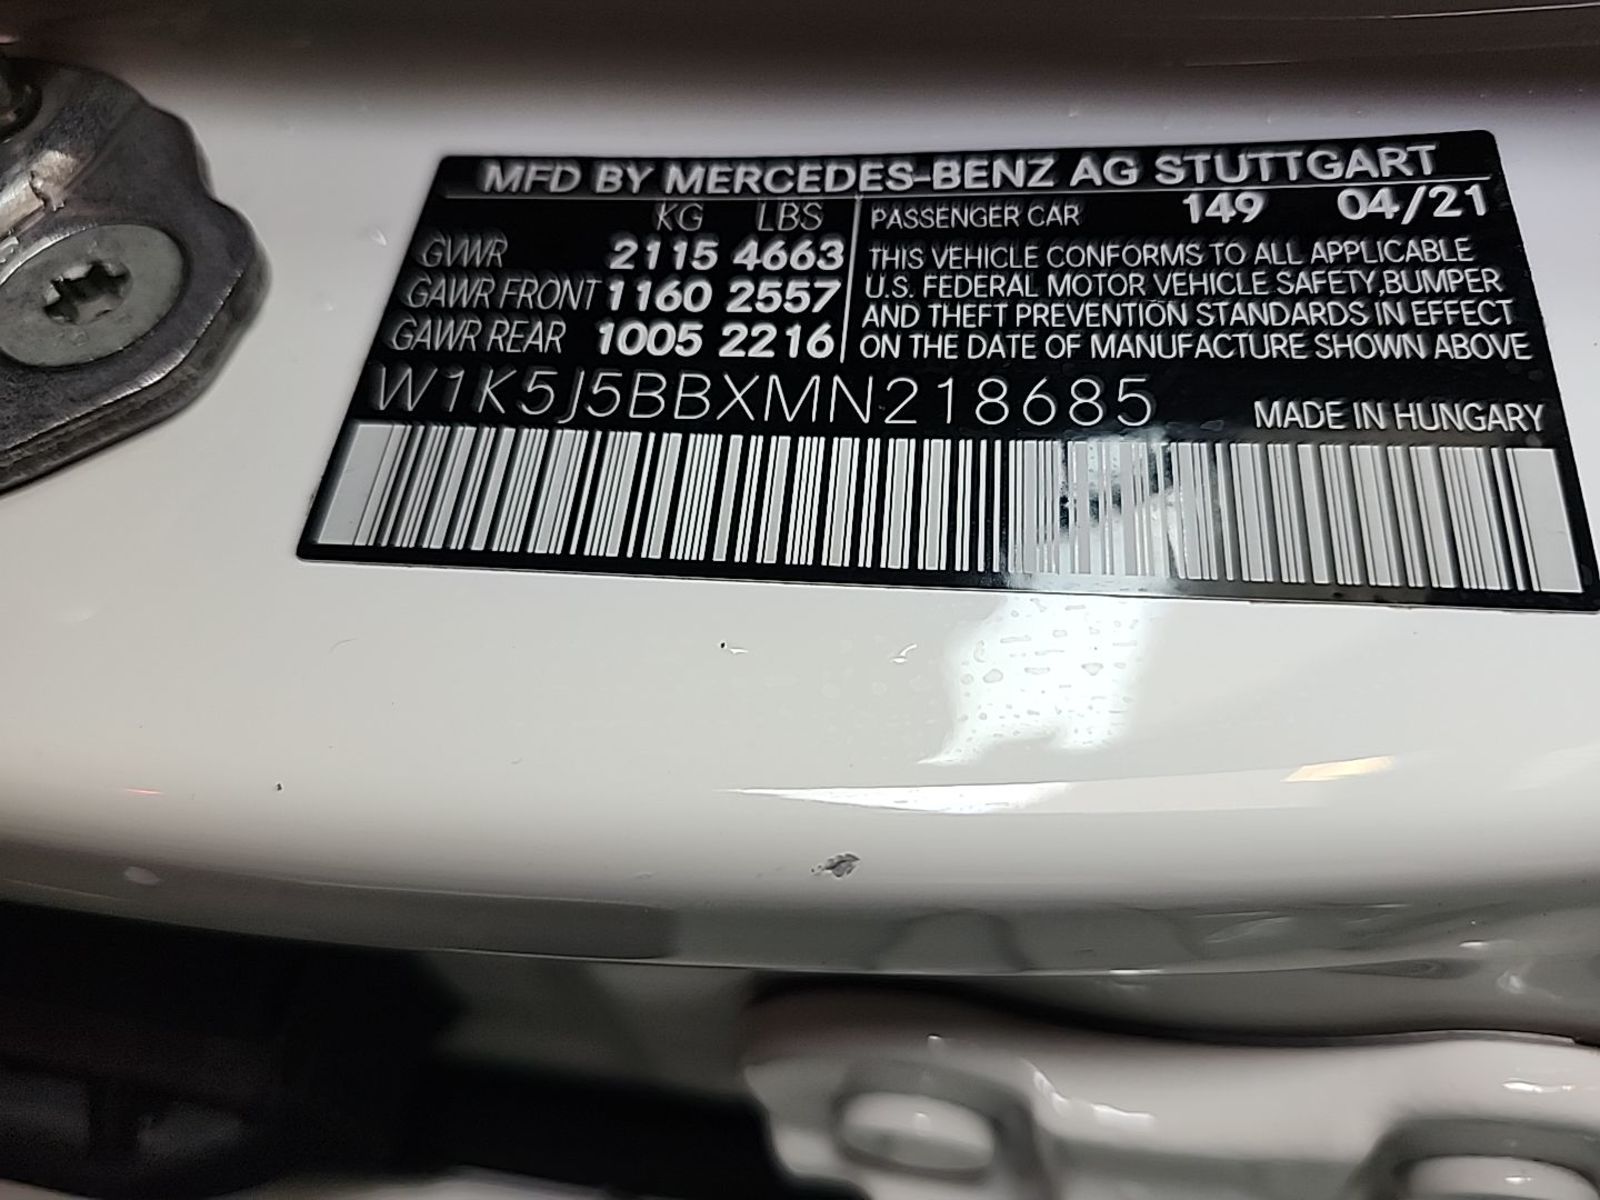 MFD BY MERCEDES-BENZ AG STUTTGART
KG LBS
GVWR 2115 4663
GAWR FRONT 1160 2557
GAWR REAR 1005 2216
PASSENGER CAR 149 04/21
THIS VEHICLE CONFORMS TO ALL APPLICABLE
U.S. FEDERAL MOTOR VEHICLE SAFETY,BUMPER
AND THEFT PREVENTION STANDARDS IN EFFECT
ON THE DATE OF MANUFACTURE SHOWN ABOVE
W1K5J5BBXMN218685
MADE IN HUNGARY